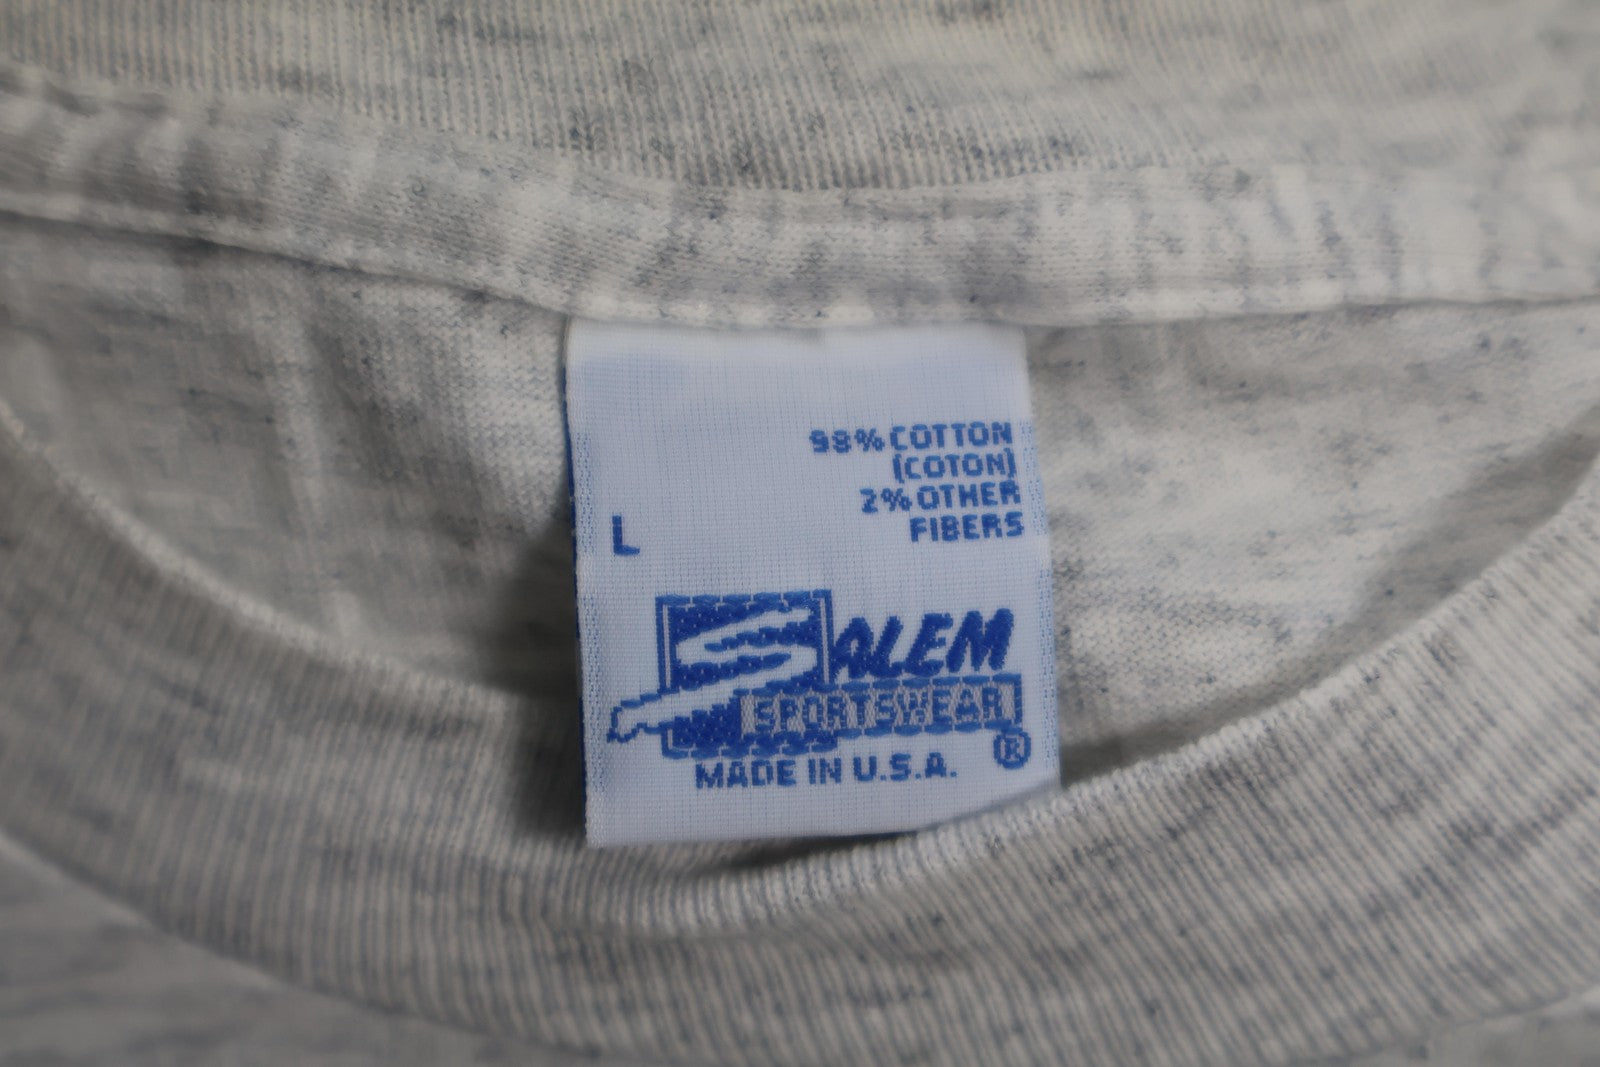 98% COTTON
(COTON)
2% OTHER
FIBERS
L
SALEM
SPORTSWEAR
®
MADE IN U.S.A.